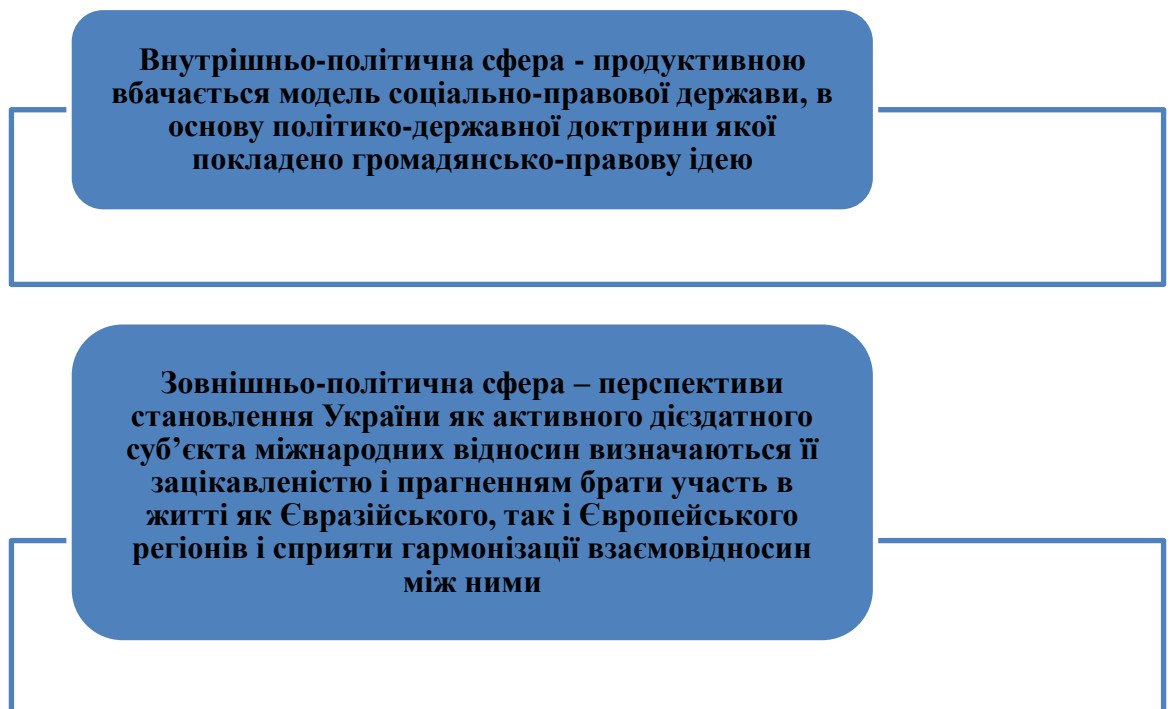 Внутрішньо-політична сфера - продуктивною
вбачається модель соціально-правової держави, в
основу політико-державної доктрини якої
покладено громадянсько-правову ідею
Зовнішньо-політична сфера – перспективи
становлення України як активного дієздатного
суб’єкта міжнародних відносин визначаються її
зацікавленістю і прагненням брати участь в
житті як Євразійського, так і Європейського
регіонів і сприяти гармонізації взаємовідносин
між ними